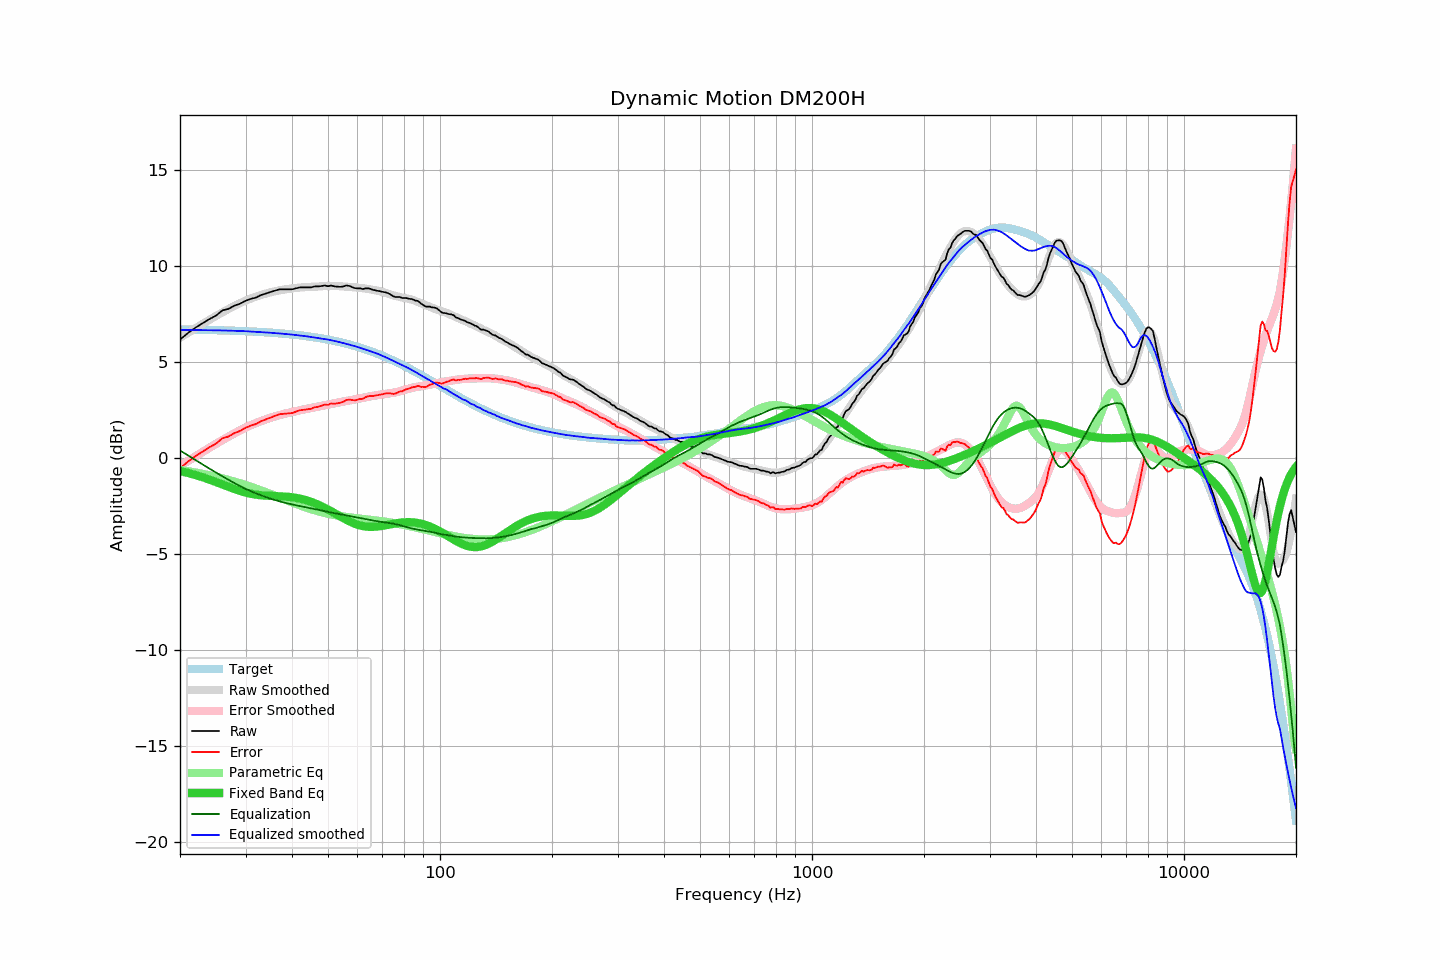 Dynamic Motion DM200H
15
10
5
0
−5
−10
−15
−20
Amplitude (dBr)
Target
Raw Smoothed
Error Smoothed
Raw
Error
Parametric Eq
Fixed Band Eq
Equalization
Equalized smoothed
100
1000
10000
Frequency (Hz)